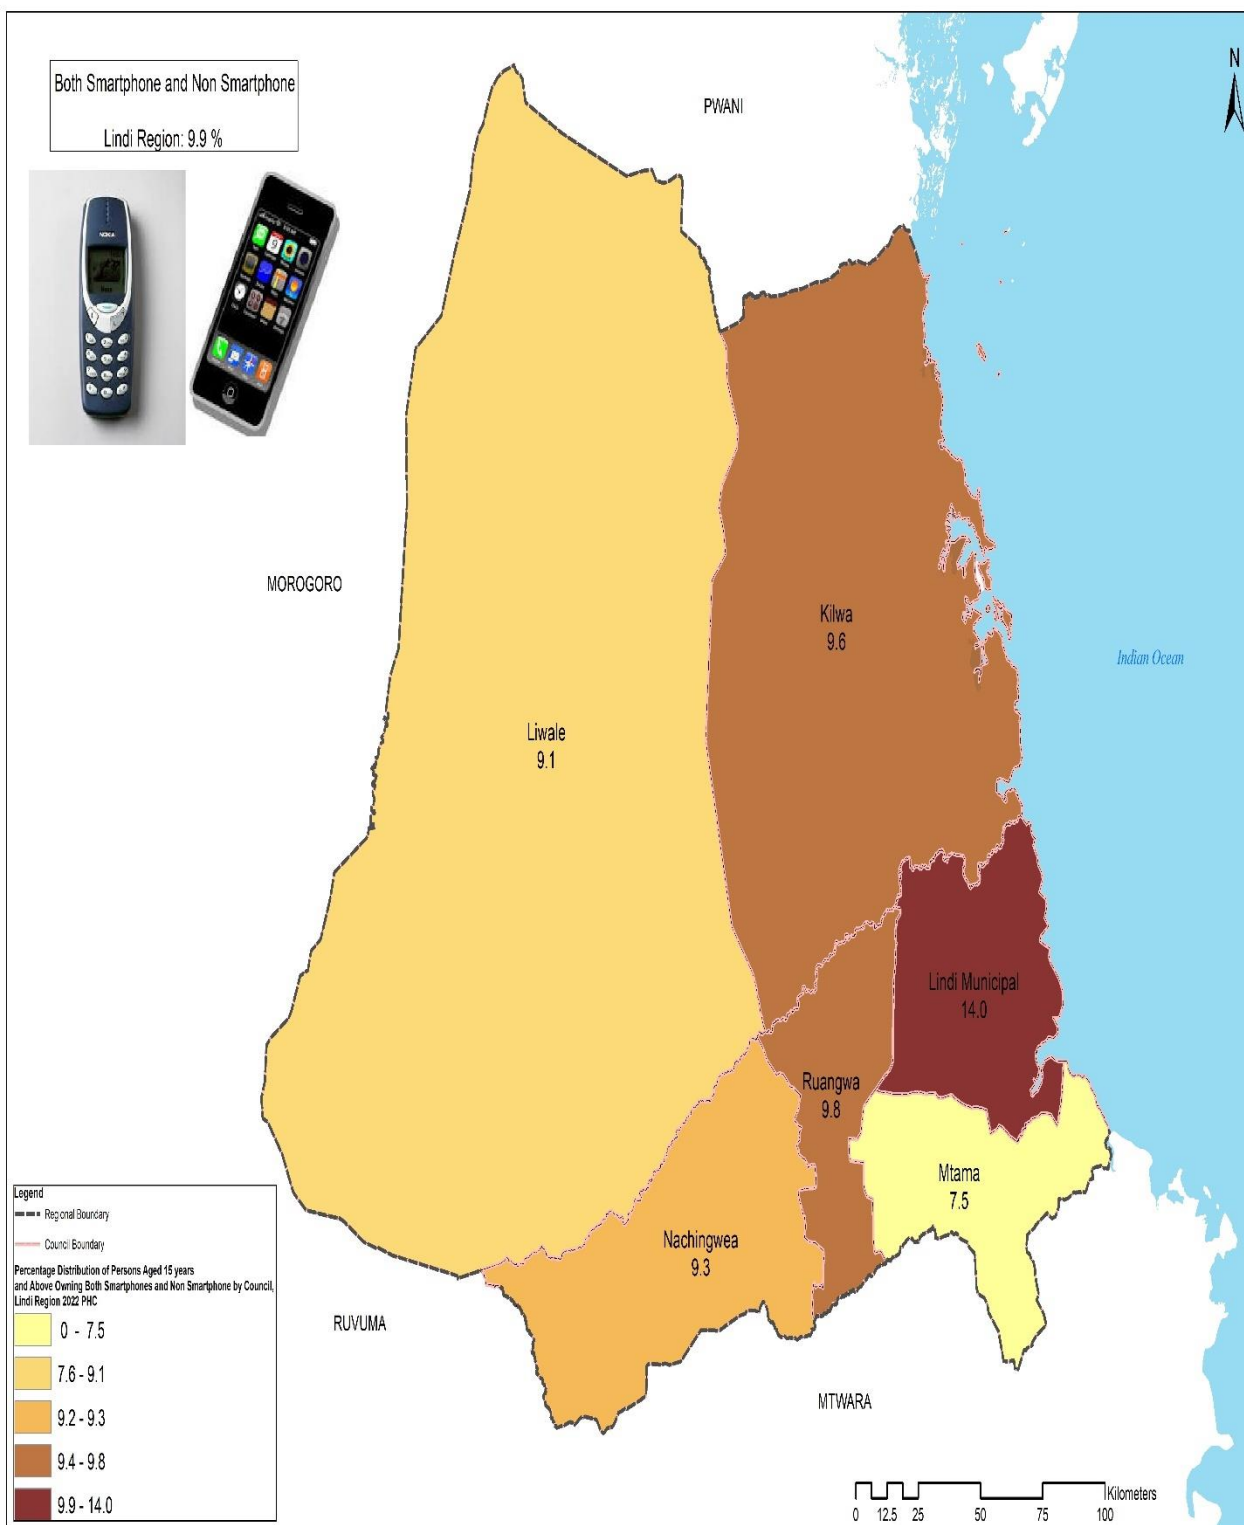 Both Smartphone and Non Smartphone
Lindi Region: 9.9 %
N
PWANI
NOKIA
MOROGORO
Kilwa
9.6
Indian Ocean
Liwale
9.1
Lindi Municipal
14.0
Ruangwa
9.8
Mtama
7.5
Nachingwea
9.3
RUVUMA
MTWARA
Legend
Regional Boundary
Council Boundary
Percentage Distribution of Persons Aged 15 years
and Above Owning Both Smartphones and Non Smartphone by Council,
Lindi Region 2022 PHC
0 - 7.5
7.6 - 9.1
9.2 - 9.3
9.4 - 9.8
9.9 - 14.0
Kilometers
0 12.5 25 50 75 100